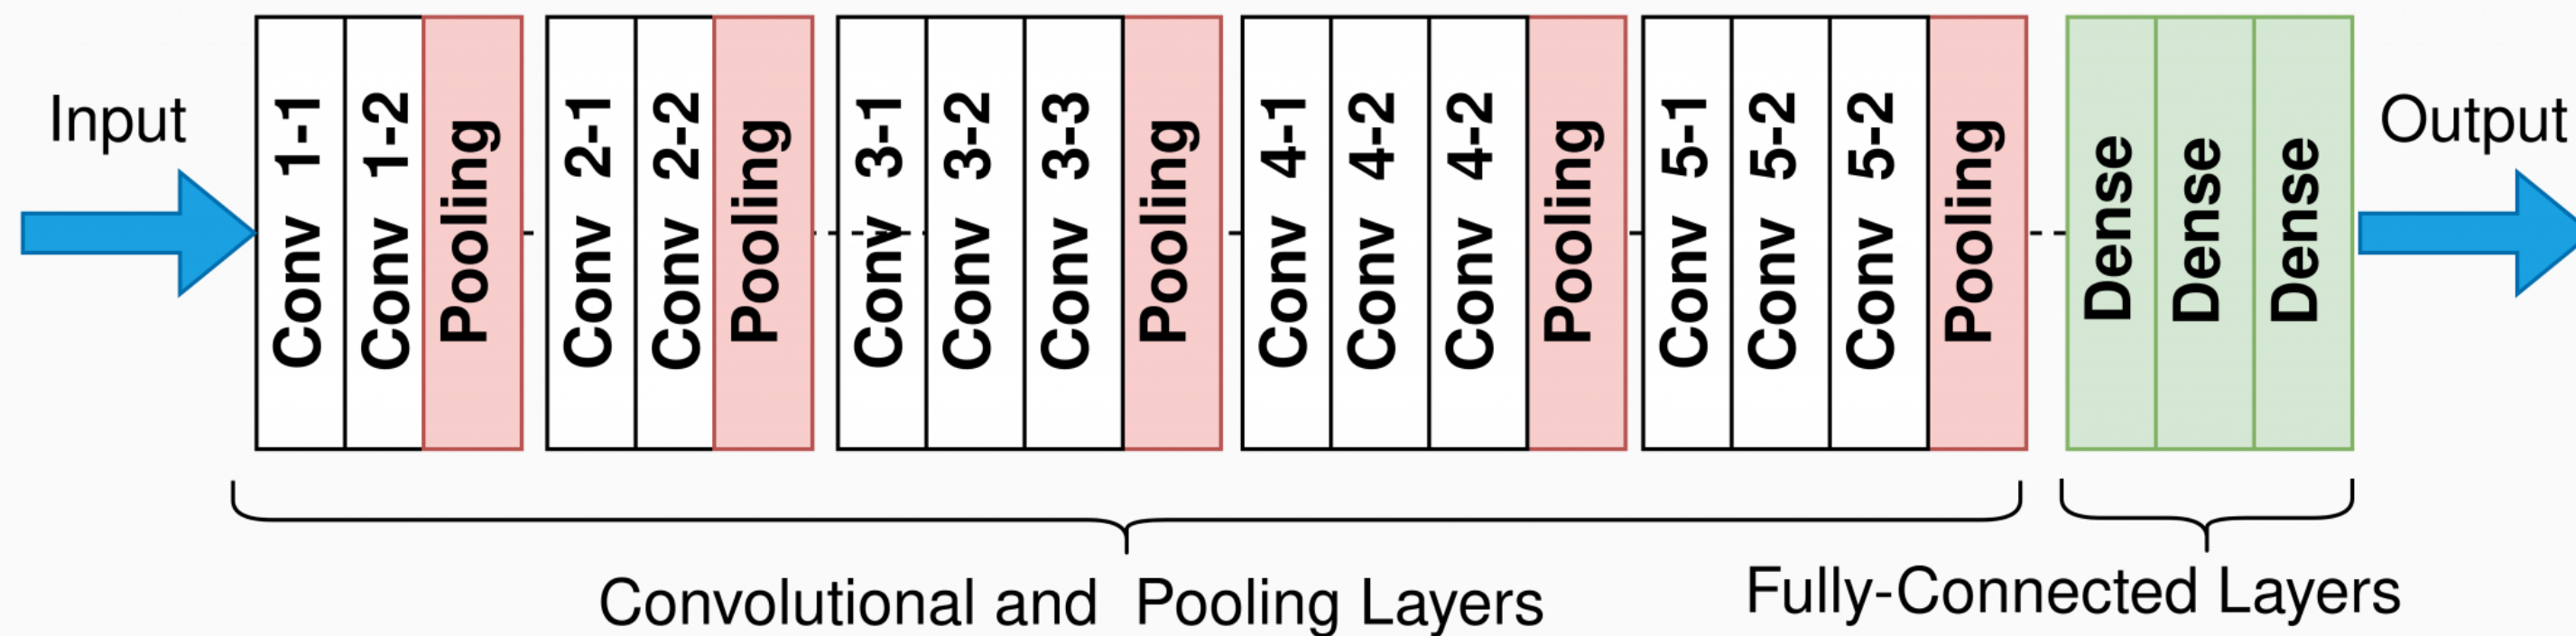 Input
Conv 1-1
Conv 1-2
Pooling
Conv 2-1
Conv 2-2
Pooling
Conv 3-1
Conv 3-2
Conv 3-3
Pooling
Conv 4-1
Conv 4-2
Conv 4-2
Pooling
Conv 5-1
Conv 5-2
Conv 5-2
Pooling
Dense
Dense
Dense
Output
Convolutional and Pooling Layers
Fully-Connected Layers